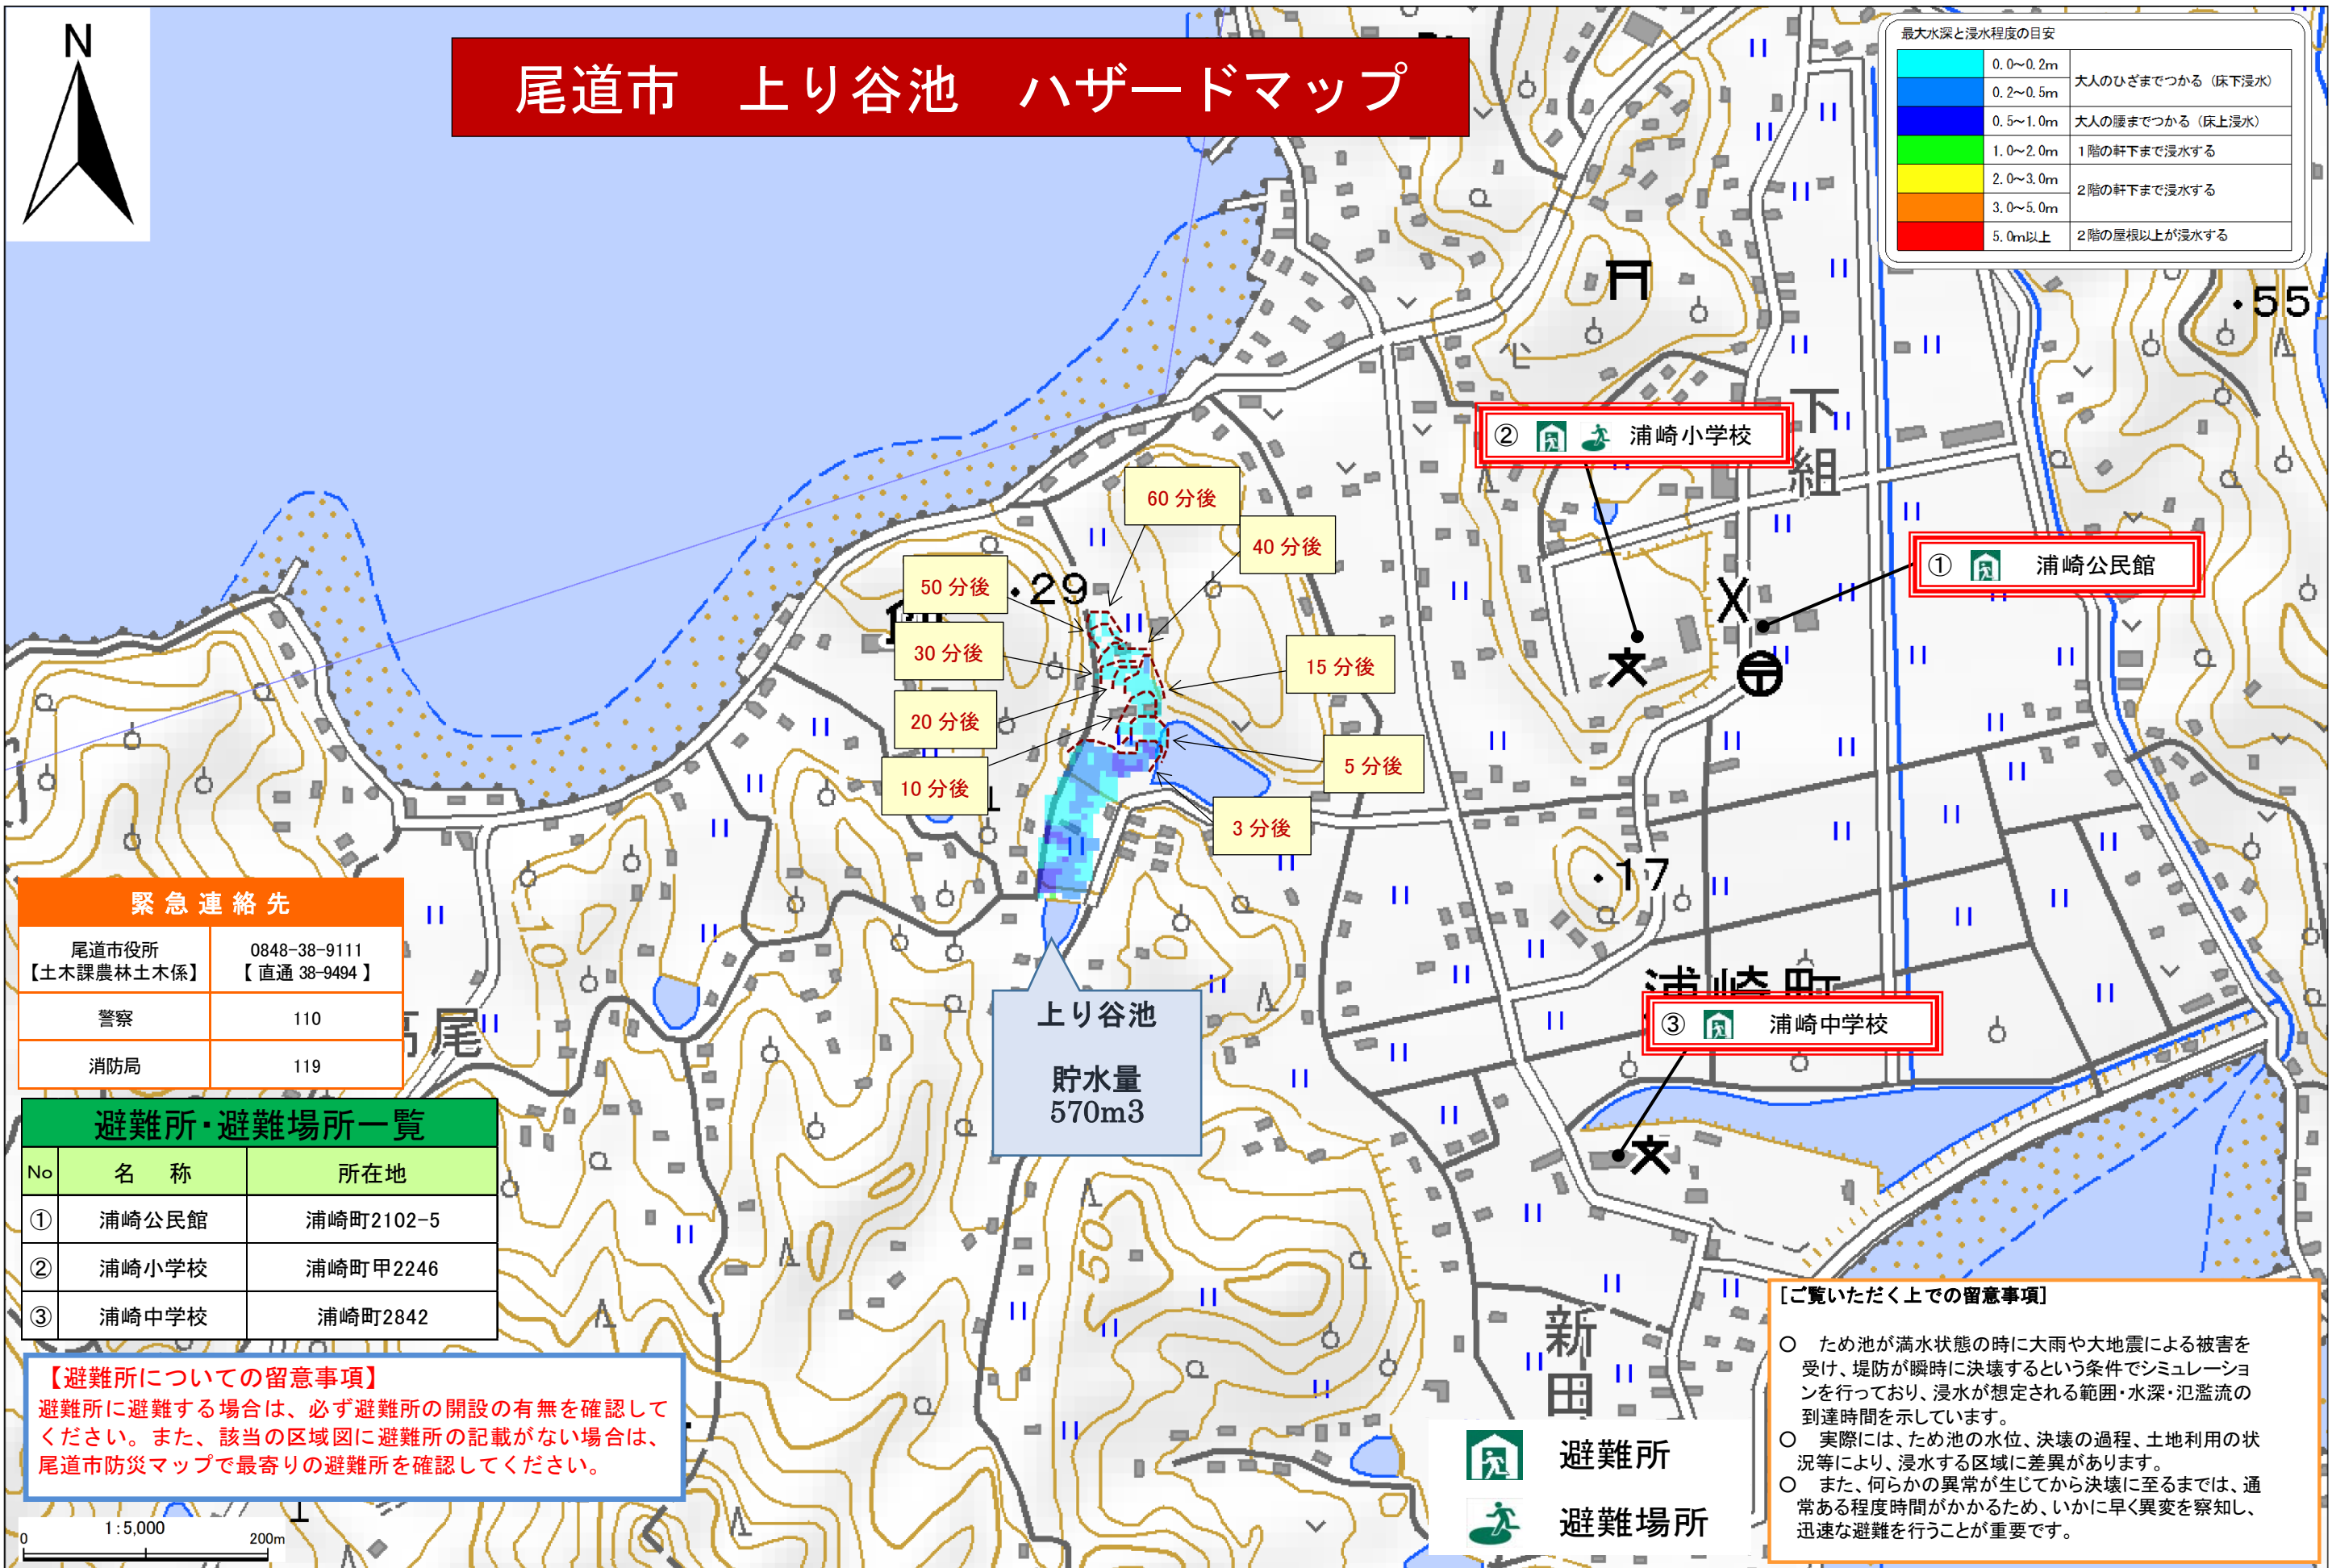 N
尾道市　上り谷池　ハザードマップ
最大水深と浸水程度の目安
0.0～0.2m
大人のひざまでつかる（床下浸水）
0.2～0.5m
0.5～1.0m 大人の腰までつかる（床上浸水）
1.0～2.0m 1階の軒下まで浸水する
2.0～3.0m
2階の軒下まで浸水する
3.0～5.0m
5.0m以上 2階の屋根以上が浸水する
・55
下組
② 浦崎小学校
① 浦崎公民館
60分後
40分後
50分後
・29
30分後
15分後
20分後
5分後
10分後
3分後
・17
10
浦崎町
③ 浦崎中学校
上り谷池
貯水量
570m3
高尾
50
新田
緊急連絡先
尾道市役所
【土木課農林土木係】
0848-38-9111
【 直通 38-9494 】
警察 110
消防局 119
避難所・避難場所一覧
No 名　称 所在地
① 浦崎公民館 浦崎町2102-5
② 浦崎小学校 浦崎町甲2246
③ 浦崎中学校 浦崎町2842
【避難所についての留意事項】
避難所に避難する場合は、必ず避難所の開設の有無を確認して
ください。また、該当の区域図に避難所の記載がない場合は、
尾道市防災マップで最寄りの避難所を確認してください。
1:5,000
0 200m
避難所
避難場所
[ご覧いただく上での留意事項]
○　ため池が満水状態の時に大雨や大地震による被害を
受け、堤防が瞬時に決壊するという条件でシミュレーショ
ンを行っており、浸水が想定される範囲・水深・氾濫流の
到達時間を示しています。
○　実際には、ため池の水位、決壊の過程、土地利用の状
況等により、浸水する区域に差異があります。
○　また、何らかの異常が生じてから決壊に至るまでは、通
常ある程度時間がかかるため、いかに早く異変を察知し、
迅速な避難を行うことが重要です。